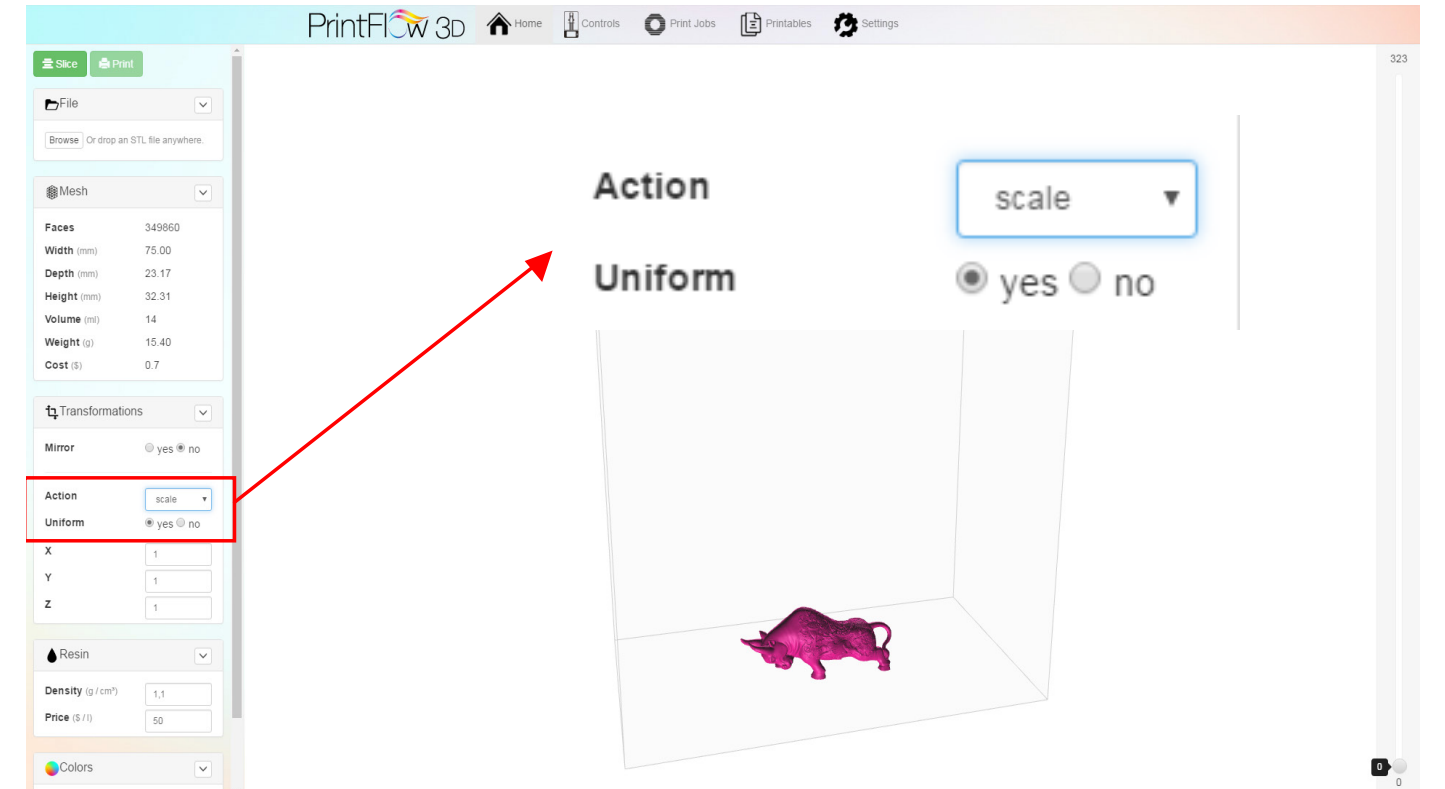 PrintFlow 3D Home Controls Print Jobs Printables Settings
Slice Print
File
Browse Or drop an STL file anywhere.
Mesh
Faces 349860
Width (mm) 75.00
Depth (mm) 23.17
Height (mm) 32.31
Volume (ml) 14
Weight (g) 15.40
Cost ($) 0.7
Transformations
Mirror yes no
Action scale
Uniform yes no
X 1
Y 1
Z 1
Resin
Density (g / cm³) 1,1
Price ($ / l) 50
Colors
Action scale
Uniform yes no
323
0
0